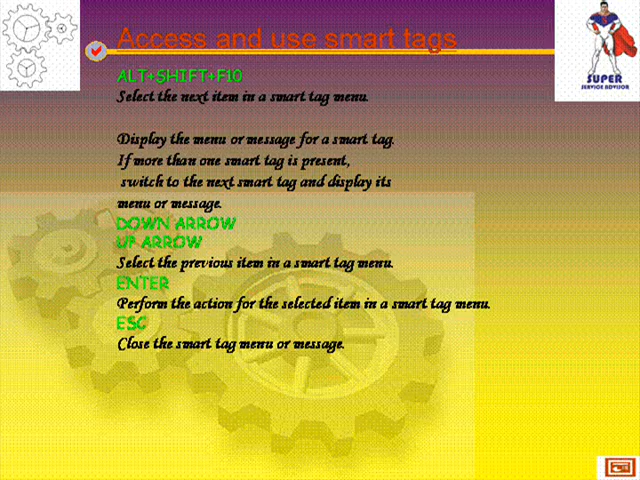 Access and use smart tags
ALT+SHIFT+F10
Select the next item in a smart tag menu.
Display the menu or message for a smart tag.
If more than one smart tag is present,
switch to the next smart tag and display its
menu or message.
DOWN ARROW
UP ARROW
Select the previous item in a smart tag menu.
ENTER
Perform the action for the selected item in a smart tag menu.
ESC
Close the smart tag menu or message.
SUPER
SERVICE ADVISOR